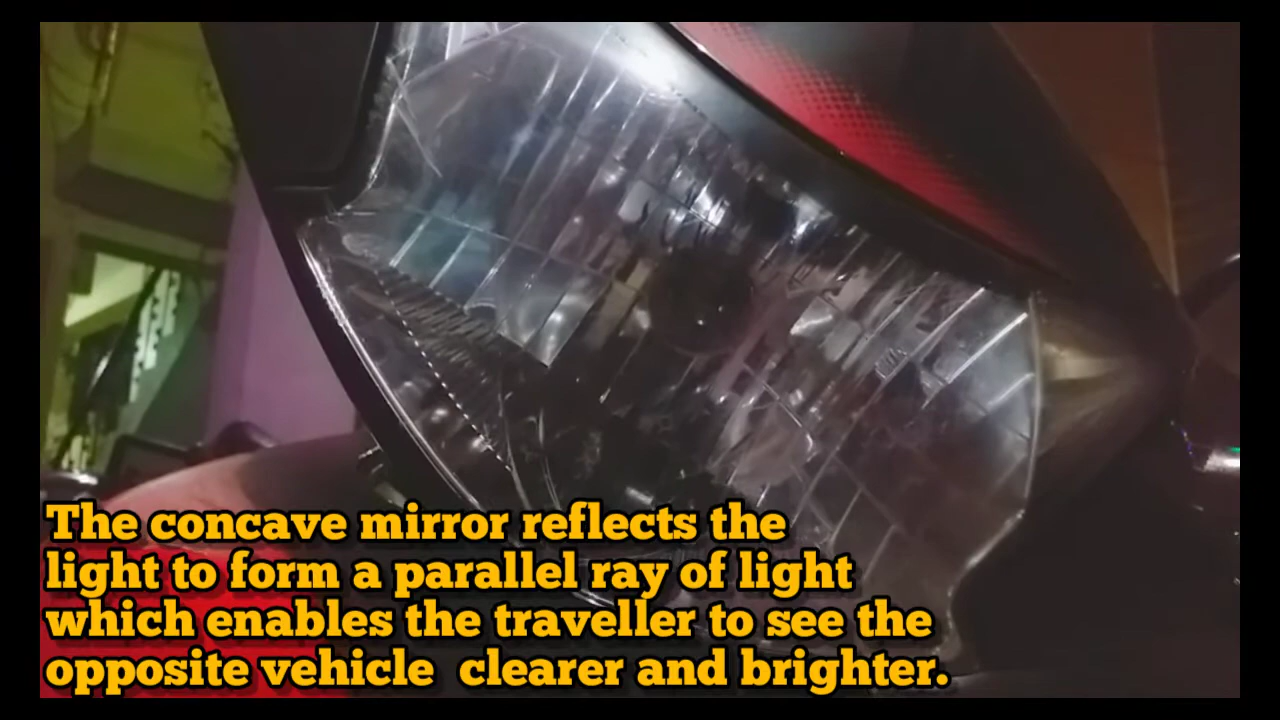 The concave mirror reflects the
light to form a parallel ray of light
which enables the traveller to see the
opposite vehicle  clearer and brighter.